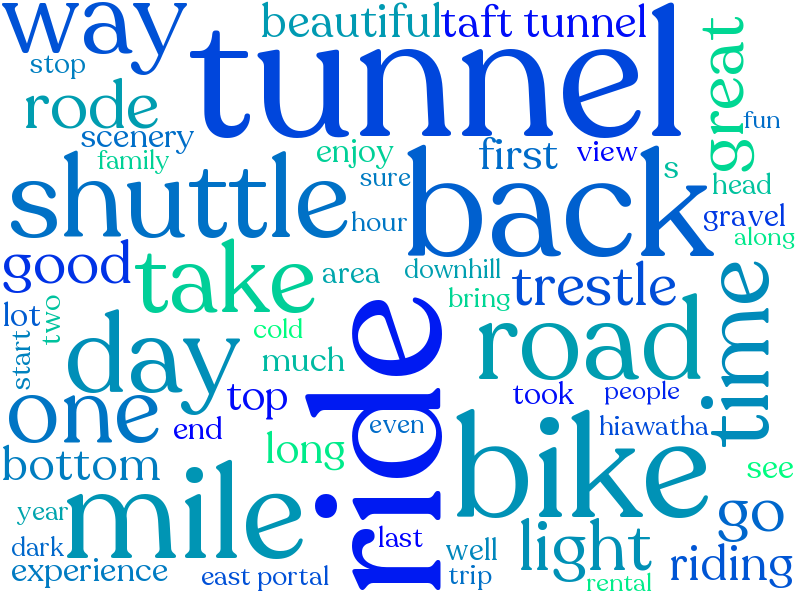 way
beautiful
taft tunnel
stop
tunnel
great
rode
fun
scenery
family
enjoy
first
view
shuttle
sure
back
s
head
hour
gravel
along
good
take
area
downhill
trestle
bring
time
lot
two
start
day
cold
much
ride
road
one
top
took
people
end
even
bike
hiawatha
bottom
long
see
mile
year
go
dark
last
well
light
riding
experience
east portal
trip
rental